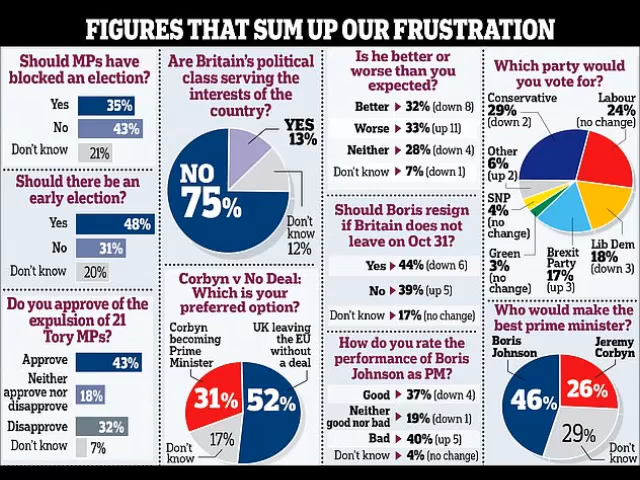 FIGURES THAT SUM UP OUR FRUSTRATION
Should MPs have
blocked an election?
Yes 35%
No 43%
Don't know 21%
Should there be an
early election?
Yes 48%
No 31%
Don't know 20%
Do you approve of the
expulsion of 21
Tory MPs?
Approve 43%
Neither
approve nor
disapprove 18%
Disapprove 32%
Don't know 7%
Are Britain's political
class serving the
interests of the
country?
YES
13%
NO
75%
Don't
know
12%
Corbyn v No Deal:
Which is your
preferred option?
Corbyn
becoming
Prime
Minister
31%
UK leaving
the EU
without
a deal
52%
17%
Don't
know
Is he better or
worse than you
expected?
Better 32% (down 8)
Worse 33% (up 11)
Neither 28% (down 4)
Don't know 7% (down 1)
Should Boris resign
if Britain does not
leave on Oct 31?
Yes 44% (down 6)
No 39% (up 5)
Don't know 17% (no change)
How do you rate the
performance of Boris
Johnson as PM?
Good 37% (down 4)
Neither
good nor bad 19% (down 1)
Bad 40% (up 5)
Don't know 4% (no change)
Which party would
you vote for?
Conservative
29%
(down 2)
Labour
24%
(no change)
Other
6%
(up 2)
SNP
4%
(no
change)
Green
3%
(no
change)
Brexit
Party
17%
(up 3)
Lib Dem
18%
(down 3)
Who would make the
best prime minister?
Boris
Johnson
46%
Jeremy
Corbyn
26%
29%
Don't
know